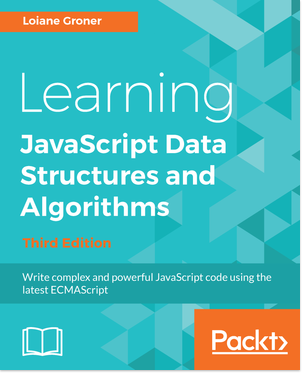 Loiane Groner
Learning
JavaScript Data
Structures and
Algorithms
Third Edition
Write complex and powerful JavaScript code using the
latest ECMAScript
Packt>